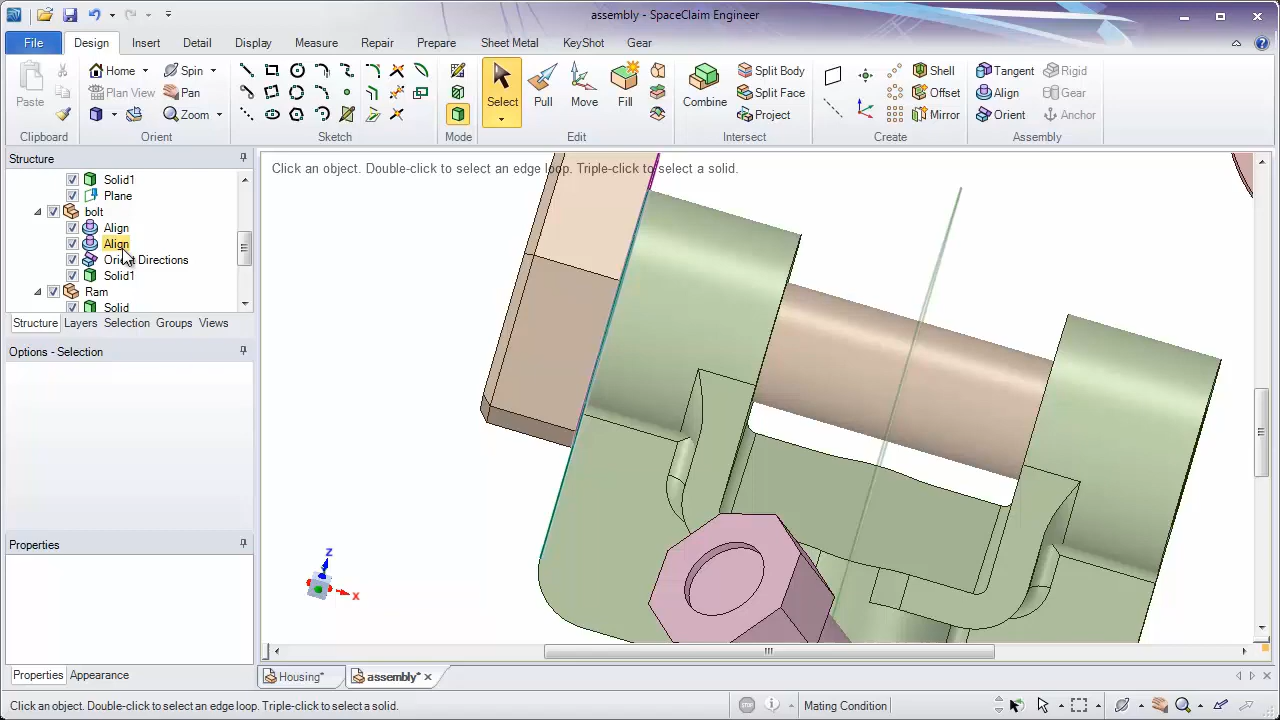 assembly - SpaceClaim Engineer
File Design Insert Detail Display Measure Repair Prepare Sheet Metal KeyShot Gear
Paste
Clipboard
Home Spin
Plan View Pan
Zoom
Orient
Sketch
Mode
Select Pull Move Fill
Edit
Combine Split Body
Split Face
Project
Intersect
Shell
Offset
Mirror
Create
Tangent Rigid
Align Gear
Orient Anchor
Assembly
Structure
Solid1
Plane
bolt
Align
Align
Orient Directions
Solid1
Ram
Solid
Structure Layers Selection Groups Views
Options - Selection
Properties
Properties Appearance
Click an object. Double-click to select an edge loop. Triple-click to select a solid.
Z
X
Housing* assembly*
Click an object. Double-click to select an edge loop. Triple-click to select a solid.
Mating Condition